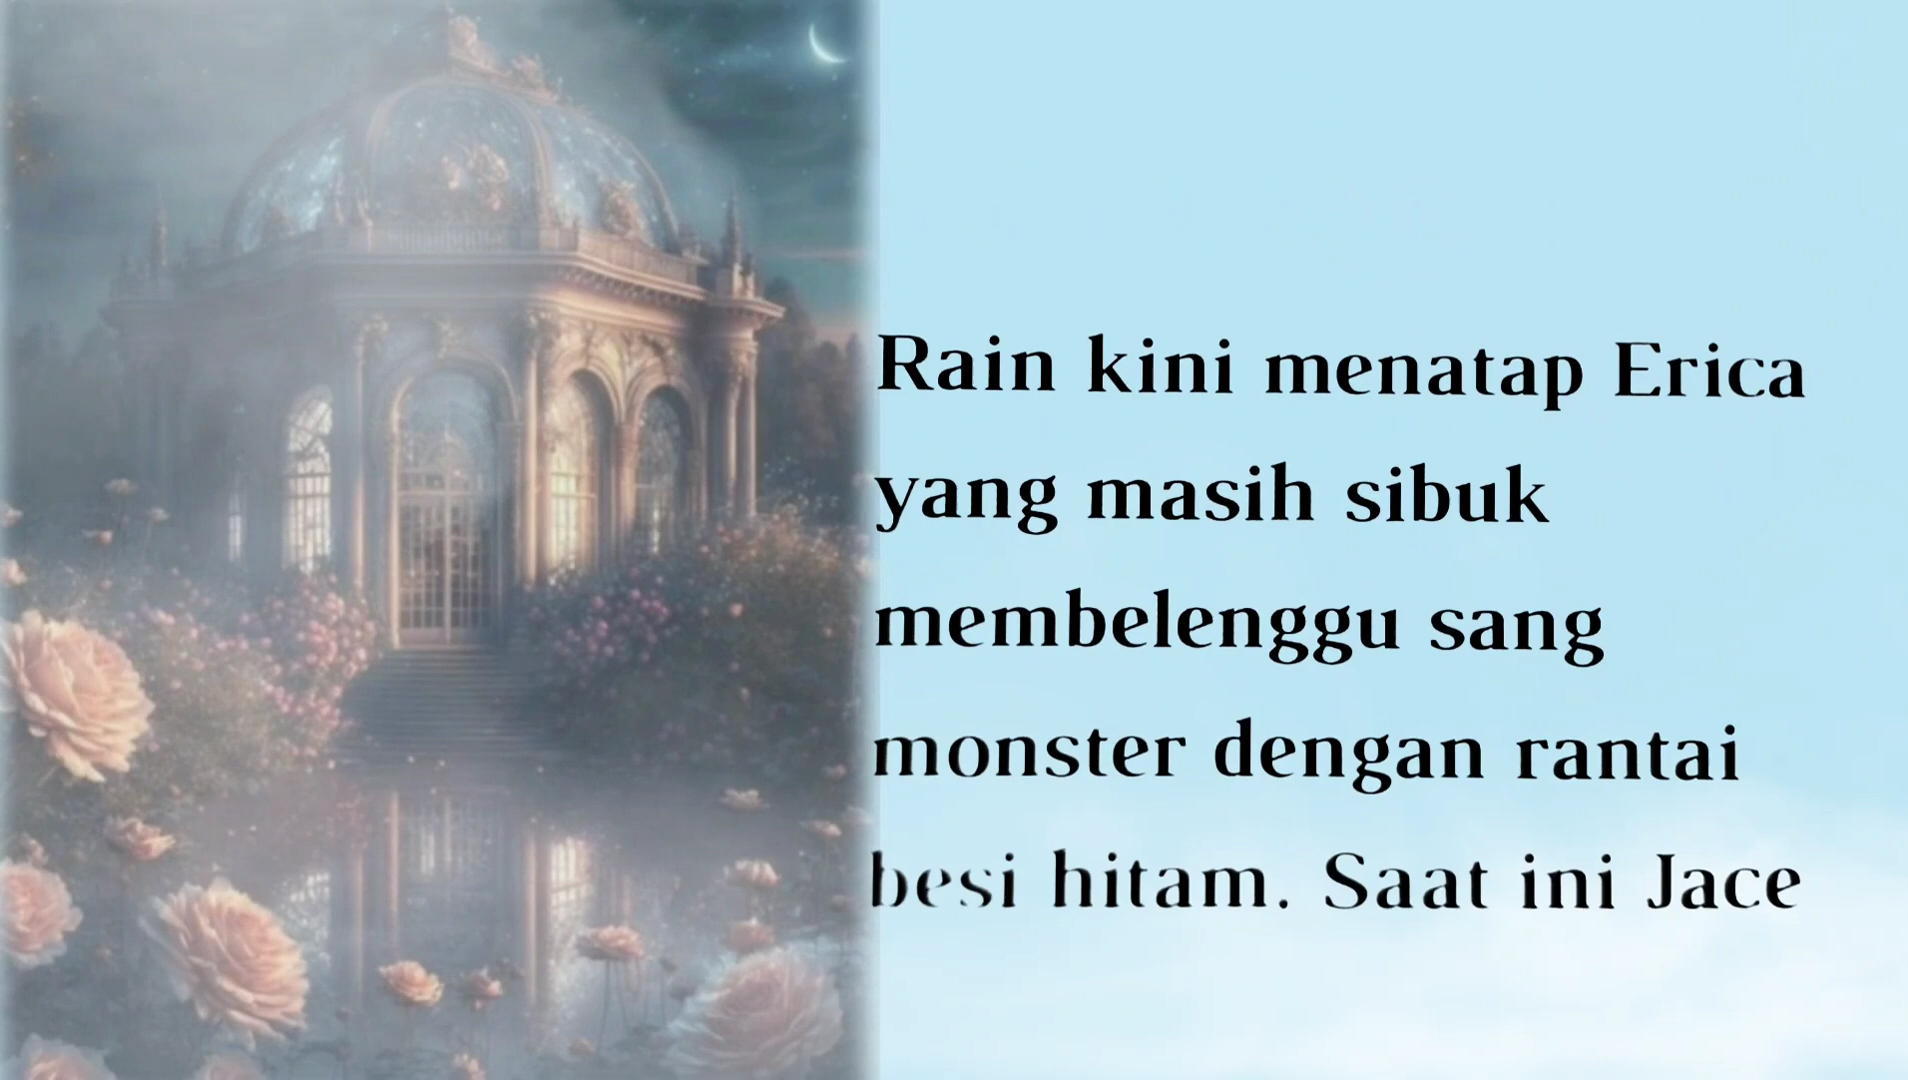 Rain kini menatap Erica
yang masih sibuk
membelenggu sang
monster dengan rantai
besi hitam. Saat ini Jace